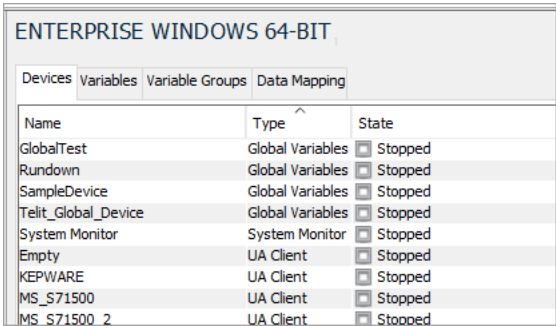 ENTERPRISE WINDOWS 64-BIT
Devices Variables Variable Groups Data Mapping
Name Type State
GlobalTest Global Variables Stopped
Rundown Global Variables Stopped
SampleDevice Global Variables Stopped
Telit_Global_Device Global Variables Stopped
System Monitor System Monitor Stopped
Empty UA Client Stopped
KEPWARE UA Client Stopped
MS_S71500 UA Client Stopped
MS_S71500_2 UA Client Stopped